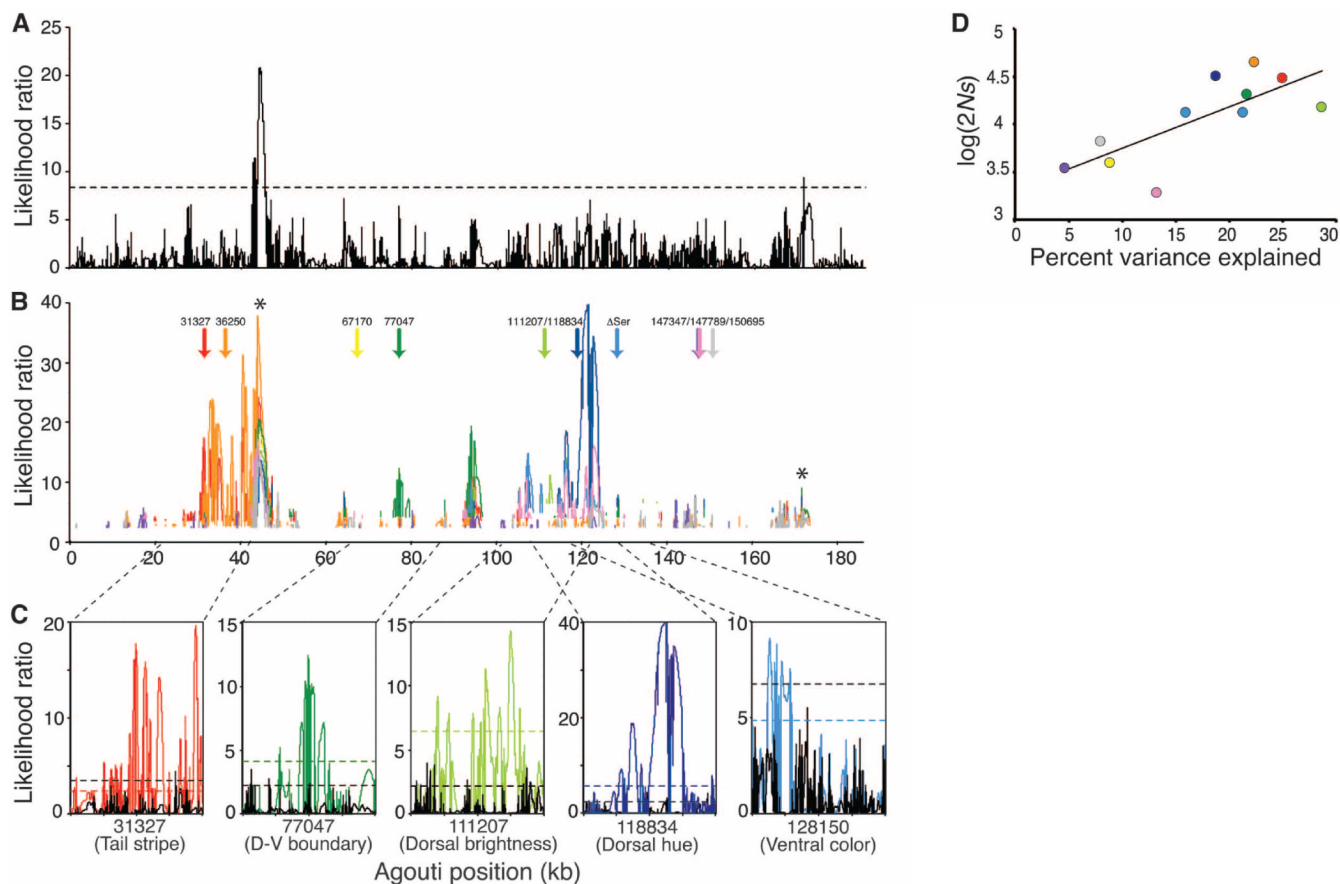 A
Likelihood ratio
25
20
15
10
5
0
B
Likelihood ratio
40
30
20
10
0
*
31327 36250 67170 77047 111207/118834 ΔSer 147347/147789/150695
*
0 20 40 60 80 100 120 140 160 180
C
Likelihood ratio
20
15
10
5
0
31327
(Tail stripe)
15
10
5
0
77047
(D-V boundary)
15
10
5
0
111207
(Dorsal brightness)
40
20
0
118834
(Dorsal hue)
10
5
0
128150
(Ventral color)
Agouti position (kb)
D
log(2Ns)
5
4.5
4
3.5
3
0 5 10 15 20 25 30
Percent variance explained